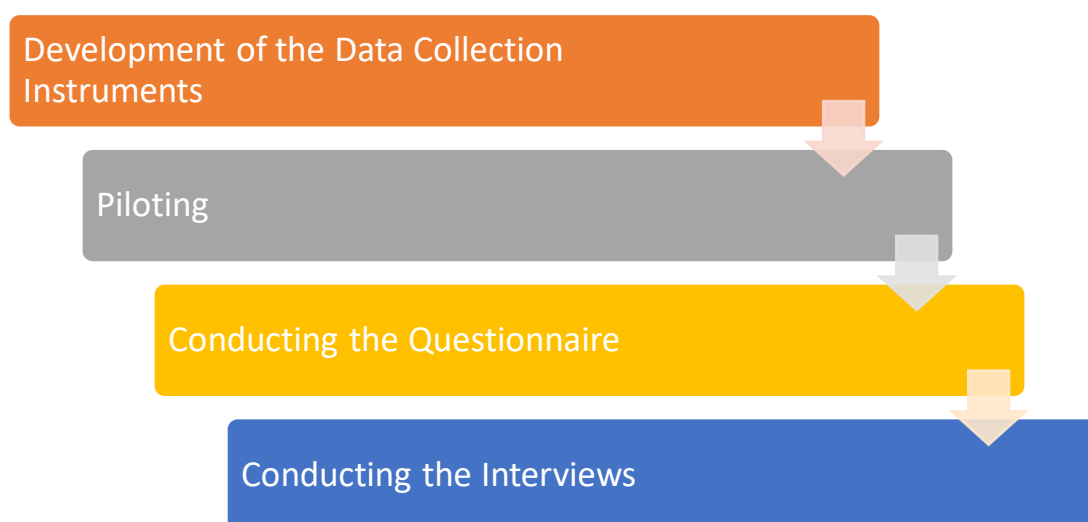 Development of the Data Collection
Instruments
Piloting
Conducting the Questionnaire
Conducting the Interviews